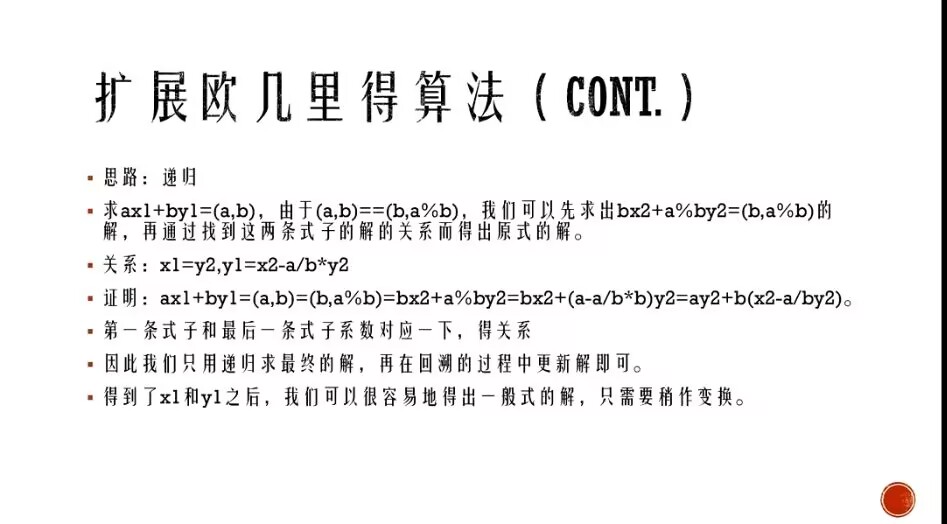 扩展欧几里得算法（CONT.）
▪ 思路：递归
▪ 求ax1+by1=(a,b)，由于(a,b)==(b,a%b)，我们可以先求出bx2+a%by2=(b,a%b)的
解，再通过找到这两条式子的解的关系而得出原式的解。
▪ 关系：x1=y2,y1=x2-a/b*y2
▪ 证明：ax1+by1=(a,b)=(b,a%b)=bx2+a%by2=bx2+(a-a/b*b)y2=ay2+b(x2-a/by2)。
▪ 第一条式子和最后一条式子系数对应一下，得关系
▪ 因此我们只用递归求最终的解，再在回溯的过程中更新解即可。
▪ 得到了x1和y1之后，我们可以很容易地得出一般式的解，只需要稍作变换。